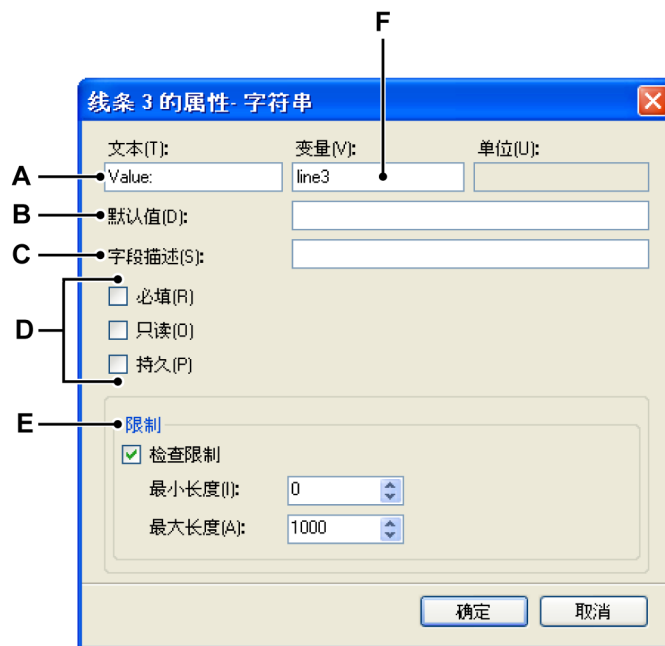 F
线条 3 的属性- 字符串
文本(T): 变量(V): 单位(U):
A Value: line3
B 默认值(D):
C 字段描述(S):
必填(R)
D 只读(O)
持久(P)
E 限制
检查限制
最小长度(I): 0
最大长度(A): 1000
确定 取消